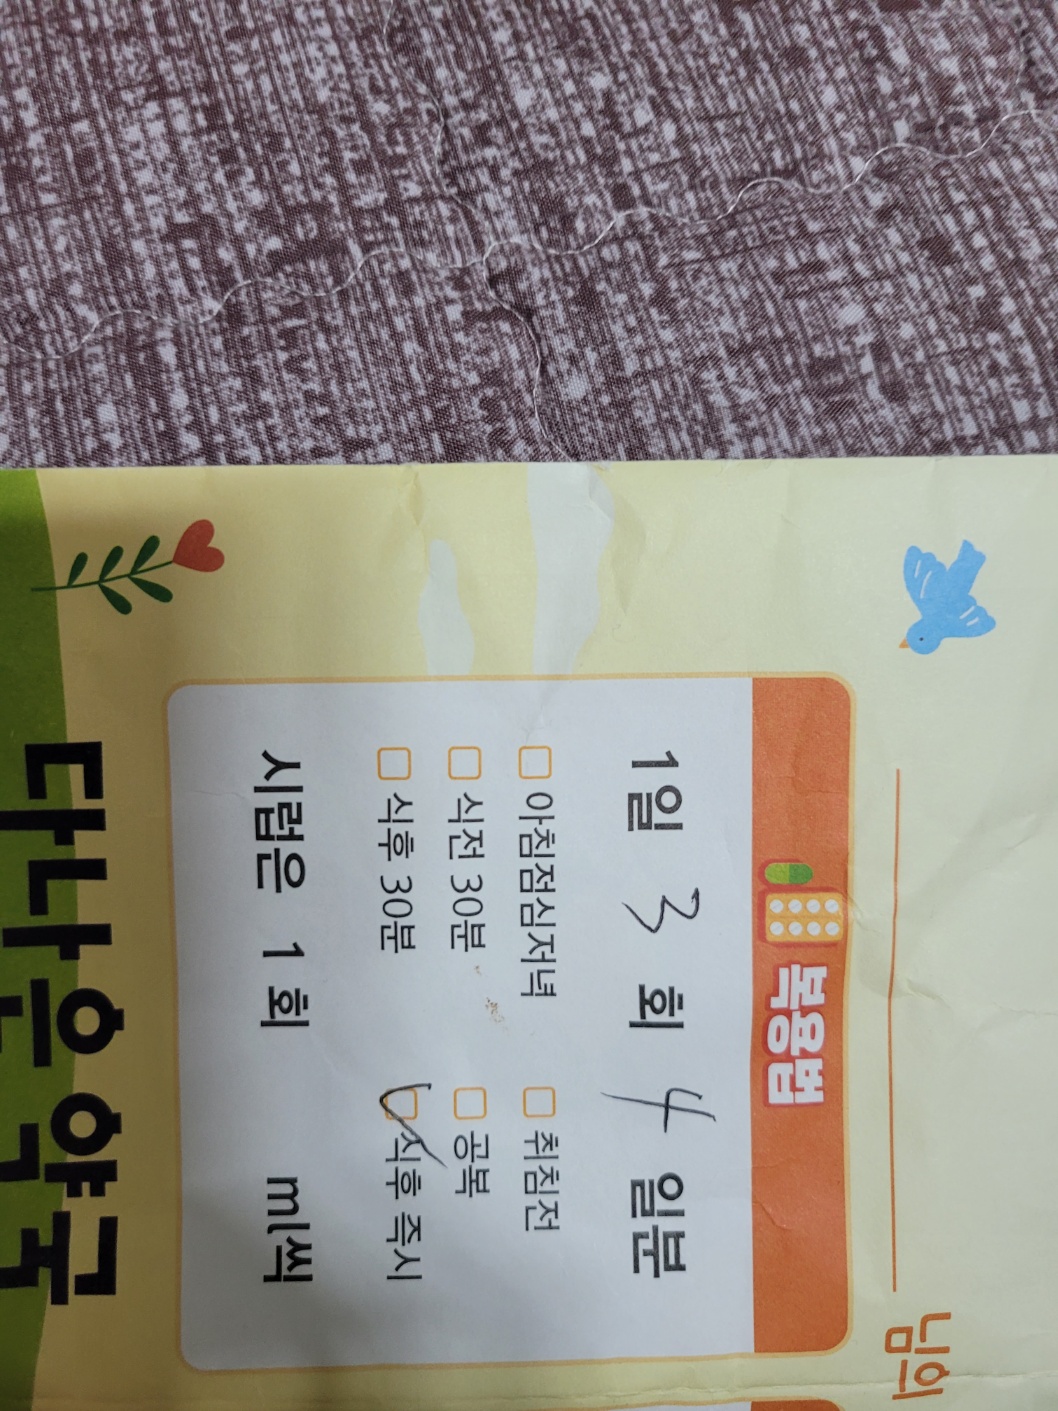 님의
복용법
1일 3 회 4 일분
아침점심저녁 취침전
식전 30분 공복
식후 30분 식후 즉시
시럽은 1 회 ml씩
다나은약국